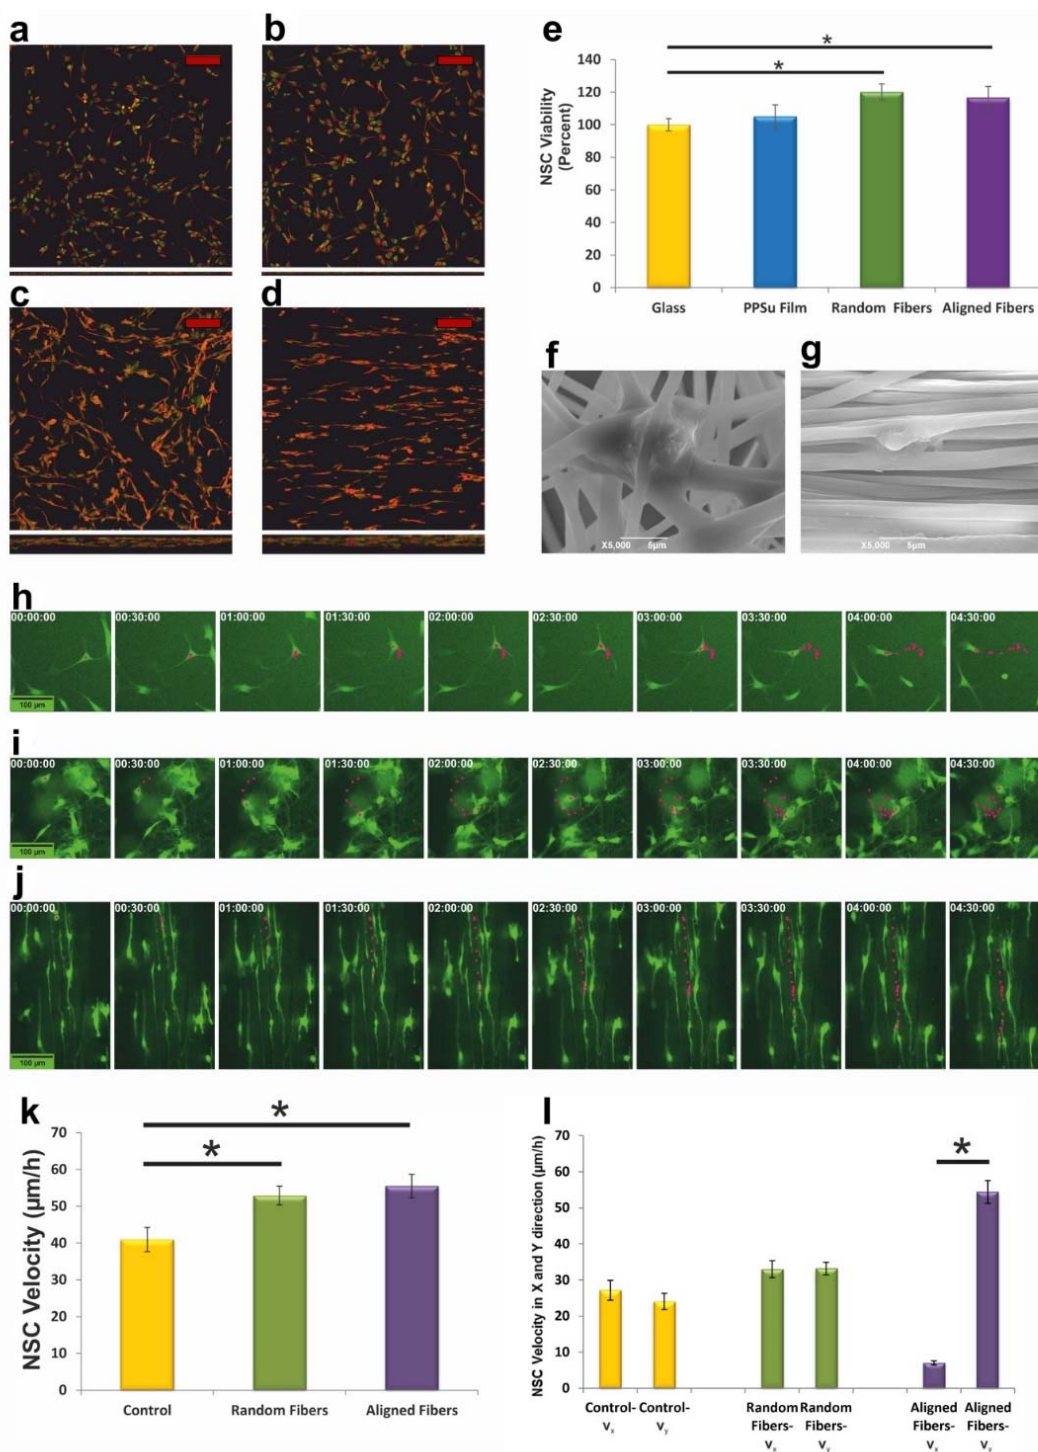 a
b
c
d
e
*
*
140
120
100
80
60
40
20
0
NSC Viability
(Percent)
Glass
PPSu Film
Random Fibers
Aligned Fibers
f
X5,000 5µm
g
X5,000 5µm
h
00:00:00 00:30:00 01:00:00 01:30:00 02:00:00 02:30:00 03:00:00 03:30:00 04:00:00 04:30:00
100 µm
i
00:00:00 00:30:00 01:00:00 01:30:00 02:00:00 02:30:00 03:00:00 03:30:00 04:00:00 04:30:00
100 µm
j
00:00:00 00:30:00 01:00:00 01:30:00 02:00:00 02:30:00 03:00:00 03:30:00 04:00:00 04:30:00
100 µm
k
*
*
70
60
50
40
30
20
10
0
NSC Velocity (µm/h)
Control
Random Fibers
Aligned Fibers
l
*
70
60
50
40
30
20
10
0
NSC Velocity in X and Y direction (µm/h)
Control-
Vx
Control-
Vy
Random
Fibers-
Vx
Random
Fibers-
Vy
Aligned
Fibers-
Vx
Aligned
Fibers-
Vy